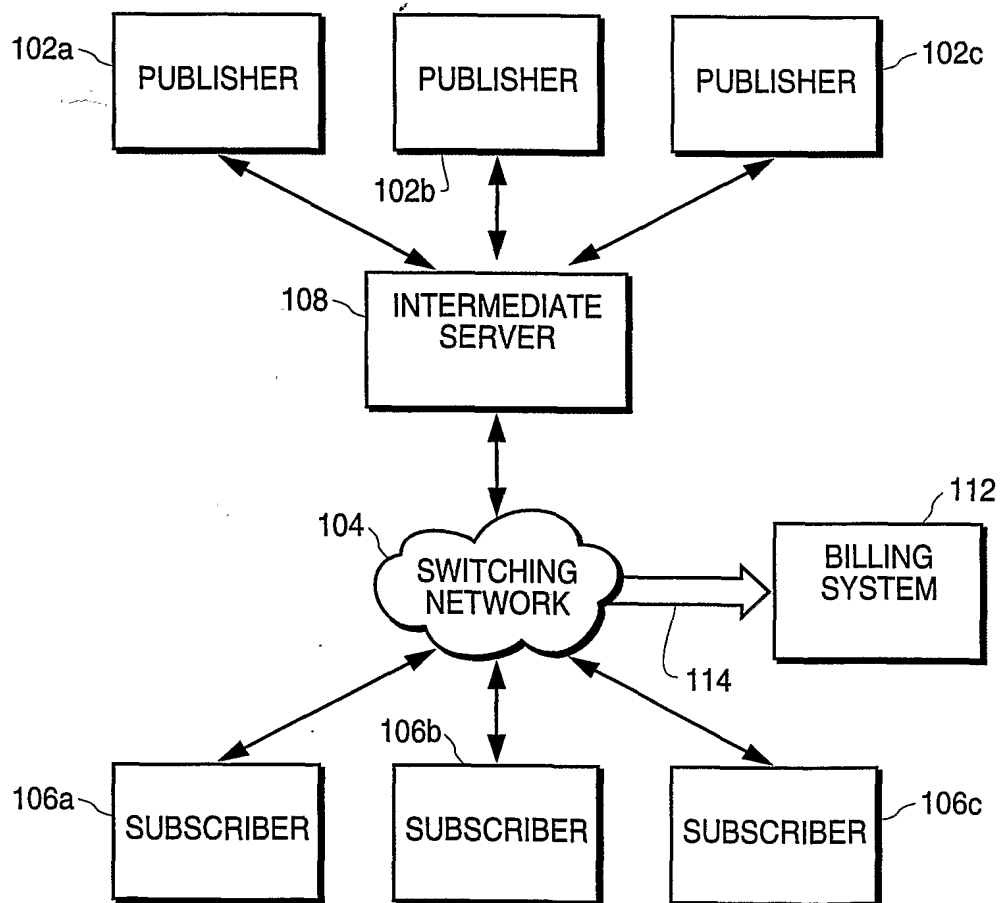 102a
PUBLISHER
PUBLISHER
PUBLISHER
102c
102b
108
INTERMEDIATE
SERVER
112
104
SWITCHING
NETWORK
BILLING
SYSTEM
114
106b
106a
SUBSCRIBER
SUBSCRIBER
SUBSCRIBER
106c